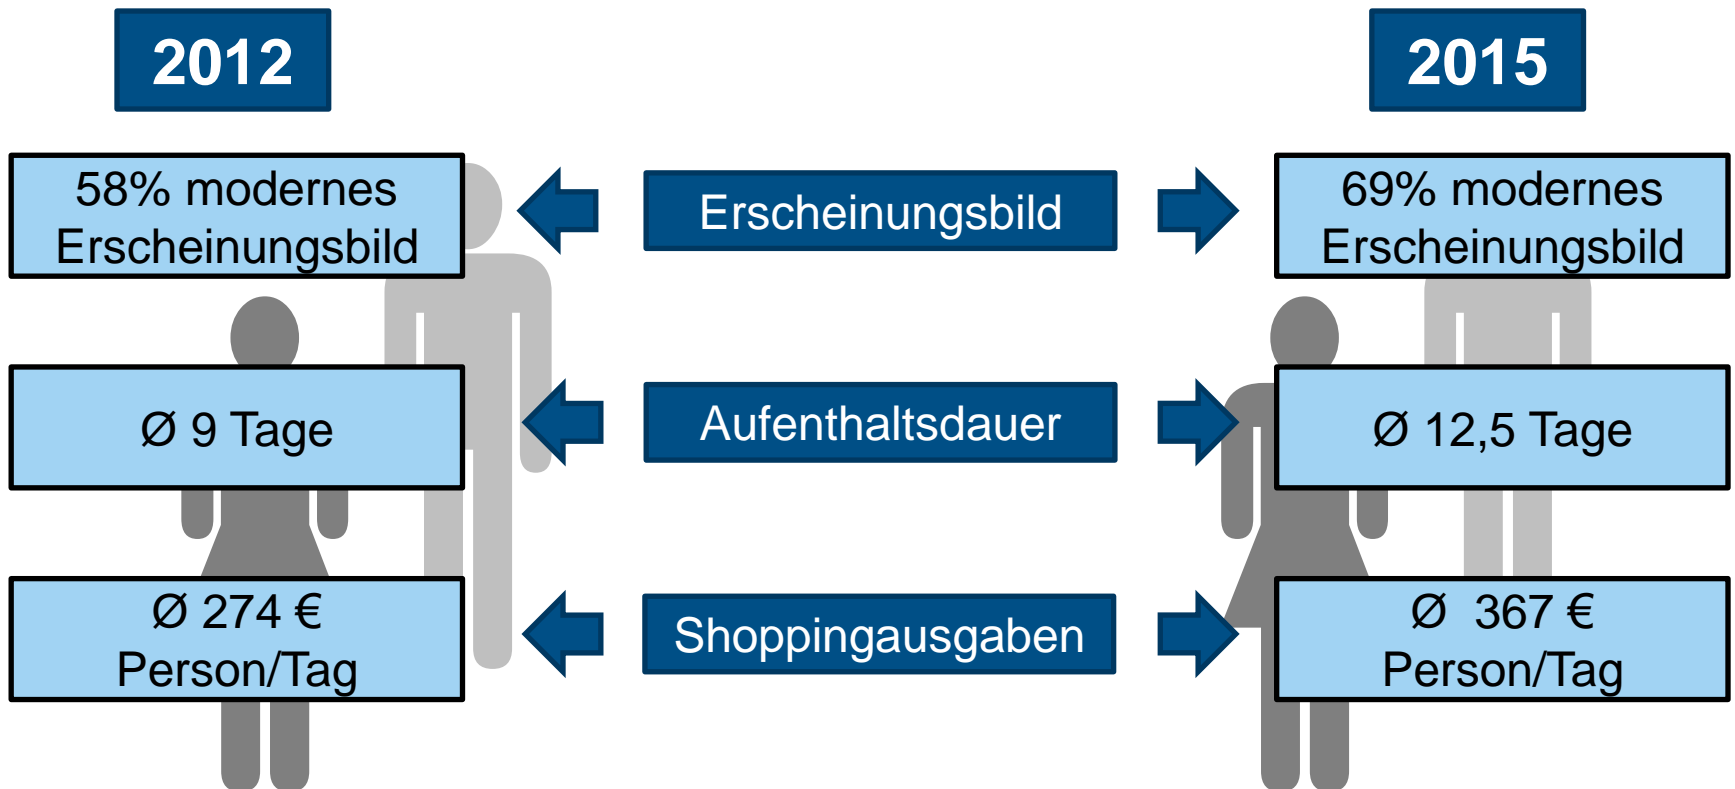 2012
2015
58% modernes
Erscheinungsbild
Erscheinungsbild
69% modernes
Erscheinungsbild
Ø 9 Tage
Aufenthaltsdauer
Ø 12,5 Tage
Ø 274 €
Person/Tag
Shoppingausgaben
Ø 367 €
Person/Tag